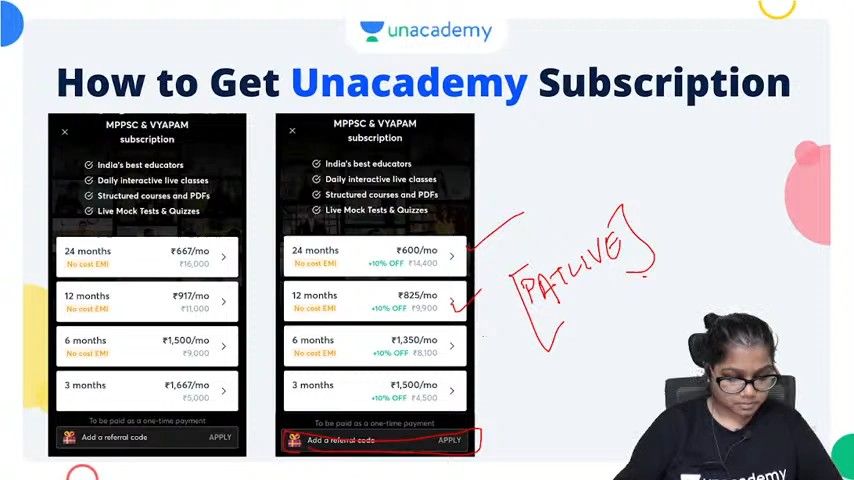 unacademy
How to Get Unacademy Subscription
MPPSC & VYAPAM
subscription
India's best educators
Daily interactive live classes
Structured courses and PDFs
Live Mock Tests & Quizzes
24 months ₹667/mo
No cost EMI ₹16,000
12 months ₹917/mo
No cost EMI ₹11,000
6 months ₹1,500/mo
No cost EMI ₹9,000
3 months ₹1,667/mo
₹5,000
To be paid as a one-time payment
Add a referral code APPLY
MPPSC & VYAPAM
subscription
India's best educators
Daily interactive live classes
Structured courses and PDFs
Live Mock Tests & Quizzes
24 months ₹600/mo
No cost EMI +10% OFF ₹14,400
12 months ₹825/mo
No cost EMI +10% OFF ₹9,900
6 months ₹1,350/mo
No cost EMI +10% OFF ₹8,100
3 months ₹1,500/mo
+10% OFF ₹4,500
To be paid as a one-time payment
Add a referral code APPLY
PATLIVE